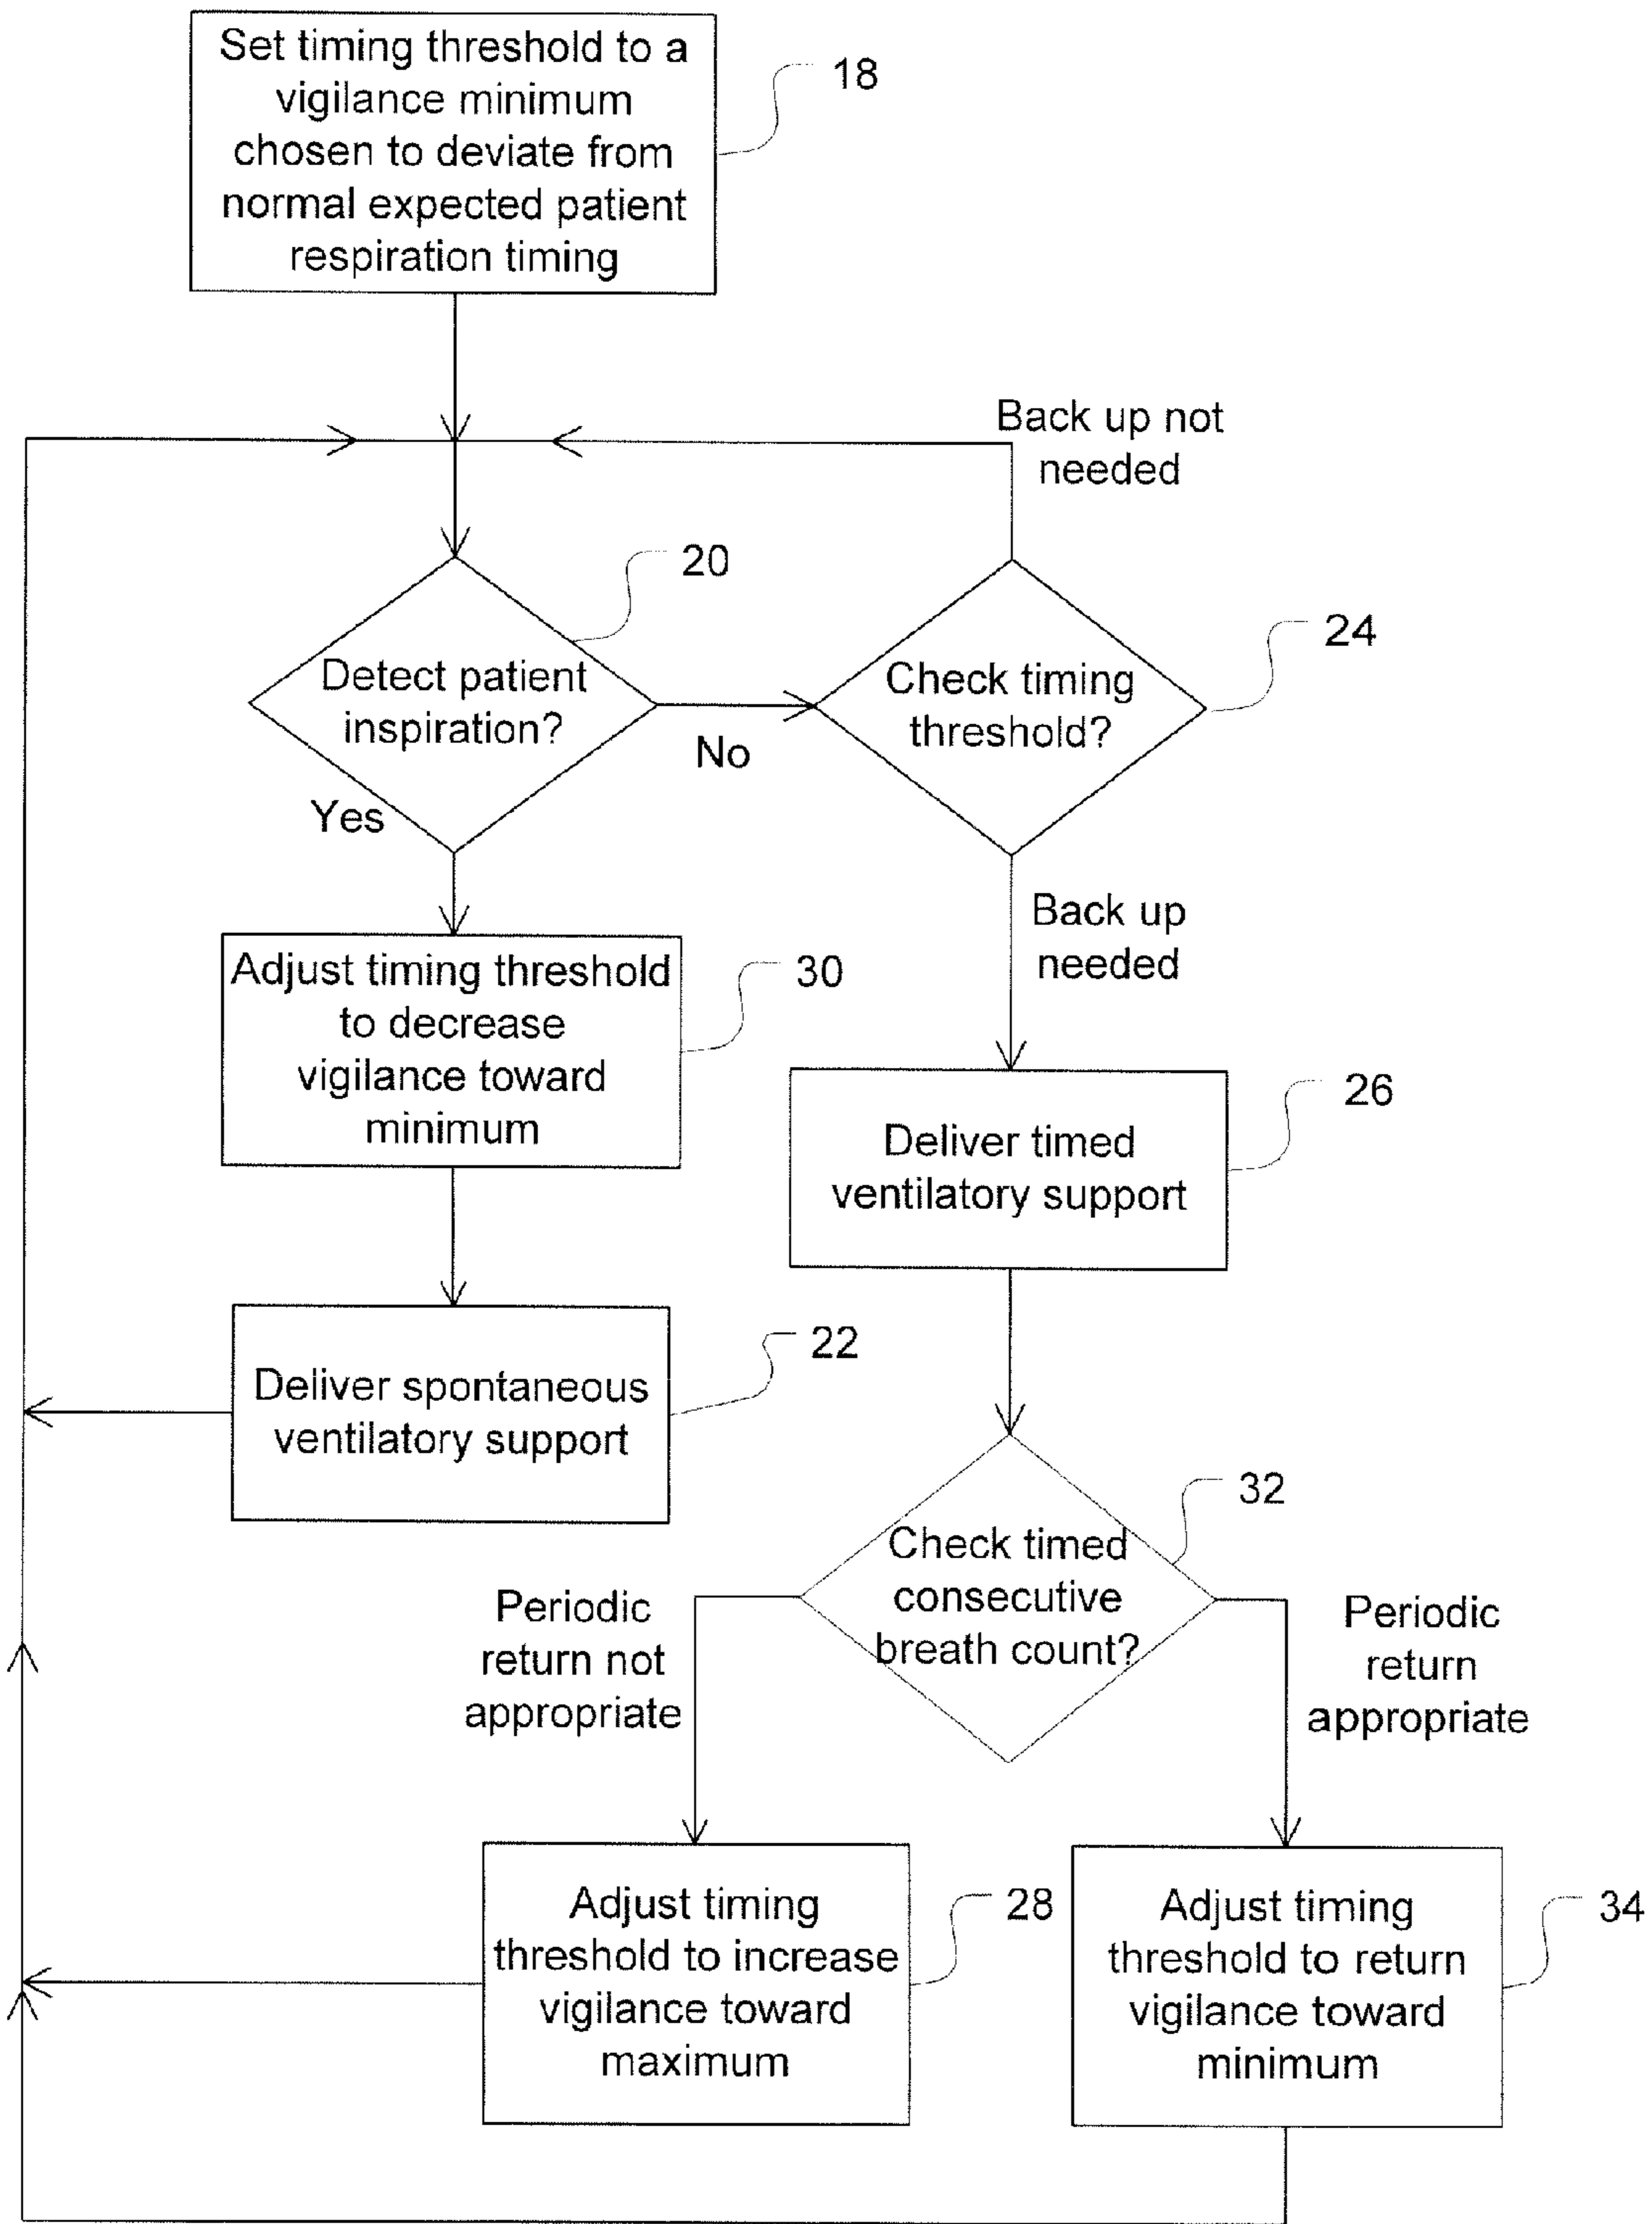 Set timing threshold to a
vigilance minimum
chosen to deviate from
normal expected patient
respiration timing
18
Back up not
needed
20
Detect patient
inspiration?
Yes
No
24
Check timing
threshold?
Back up
needed
Adjust timing threshold
to decrease
vigilance toward
minimum
30
Deliver timed
ventilatory support
26
Deliver spontaneous
ventilatory support
22
Check timed
consecutive
breath count?
32
Periodic
return not
appropriate
Periodic
return
appropriate
Adjust timing
threshold to increase
vigilance toward
maximum
28
Adjust timing
threshold to return
vigilance toward
minimum
34